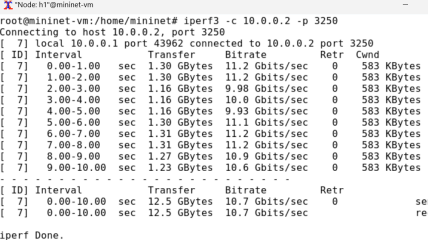 "Node: h1"@mininet-vm
root@mininet-vm:/home/mininet# iperf3 -c 10.0.0.2 -p 3250
Connecting to host 10.0.0.2, port 3250
[  7] local 10.0.0.1 port 43962 connected to 10.0.0.2 port 3250
[ ID] Interval           Transfer     Bitrate         Retr  Cwnd
[  7]   0.00-1.00   sec  1.30 GBytes  11.2 Gbits/sec    0    583 KBytes
[  7]   1.00-2.00   sec  1.30 GBytes  11.2 Gbits/sec    0    583 KBytes
[  7]   2.00-3.00   sec  1.16 GBytes  9.98 Gbits/sec    0    583 KBytes
[  7]   3.00-4.00   sec  1.16 GBytes  10.0 Gbits/sec    0    583 KBytes
[  7]   4.00-5.00   sec  1.16 GBytes  9.93 Gbits/sec    0    583 KBytes
[  7]   5.00-6.00   sec  1.30 GBytes  11.1 Gbits/sec    0    583 KBytes
[  7]   6.00-7.00   sec  1.31 GBytes  11.2 Gbits/sec    0    583 KBytes
[  7]   7.00-8.00   sec  1.31 GBytes  11.2 Gbits/sec    0    583 KBytes
[  7]   8.00-9.00   sec  1.27 GBytes  10.9 Gbits/sec    0    583 KBytes
[  7]   9.00-10.00  sec  1.23 GBytes  10.6 Gbits/sec    0    583 KBytes
- - - - - - - - - - - - - - - - - - - - - - - - -
[ ID] Interval           Transfer     Bitrate         Retr
[  7]   0.00-10.00  sec  12.5 GBytes  10.7 Gbits/sec    0             se
[  7]   0.00-10.00  sec  12.5 GBytes  10.7 Gbits/sec                  re

iperf Done.